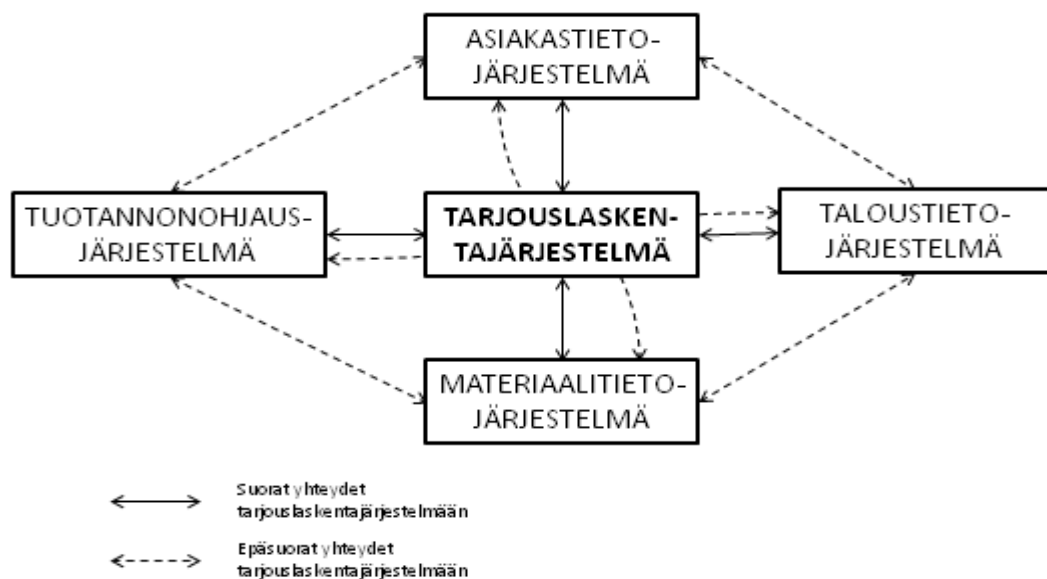 ASIAKASTIETO-
JÄRJESTELMÄ
TUOTANNONOHJAUS-
JÄRJESTELMÄ
TARJOUSLASKEN-
TAJÄRJESTELMÄ
TALOUSTIETO-
JÄRJESTELMÄ
MATERIAALITIETO-
JÄRJESTELMÄ
Suorat yhteydet
tarjouslaskentajärjestelmään
Epäsuorat yhteydet
tarjouslaskentajärjestelmään